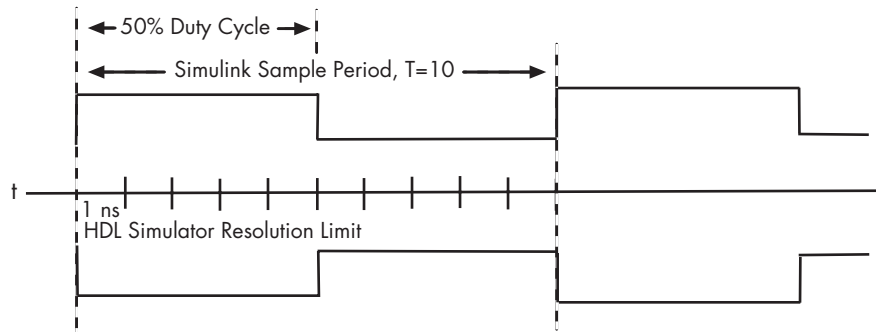 50% Duty Cycle
Simulink Sample Period, T=10
t
1 ns
HDL Simulator Resolution Limit